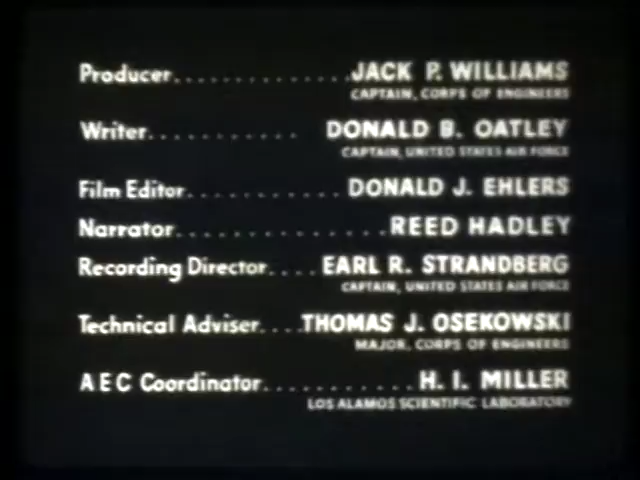 Producer..............JACK P. WILLIAMS
CAPTAIN, CORPS OF ENGINEERS
Writer........... DONALD B. OATLEY
CAPTAIN, UNITED STATES AIR FORCE
Film Editor............DONALD J. EHLERS
Narrator...............REED HADLEY
Recording Director....EARL R. STRANDBERG
CAPTAIN, UNITED STATES AIR FORCE
Technical Adviser....THOMAS J. OSEKOWSKI
MAJOR, CORPS OF ENGINEERS
A E C Coordinator...........H. I. MILLER
LOS ALAMOS SCIENTIFIC LABORATORY